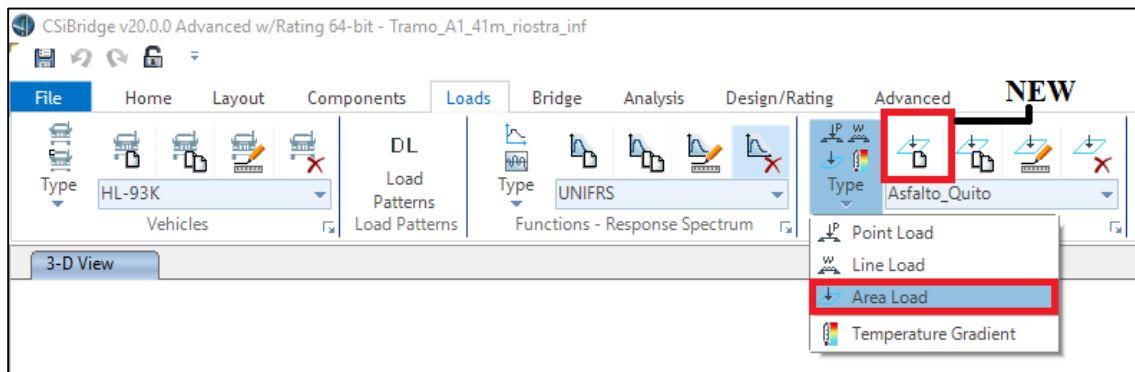 CSiBridge v20.0.0 Advanced w/Rating 64-bit - Tramo_A1_41m_riostra_inf
File Home Layout Components Loads Bridge Analysis Design/Rating Advanced NEW
Type HL-93K
Vehicles
DL
Load
Patterns
Load Patterns
Type UNIFRS
Functions - Response Spectrum
P W
Type Asfalto_Quito
P Point Load
W Line Load
Area Load
Temperature Gradient
3-D View